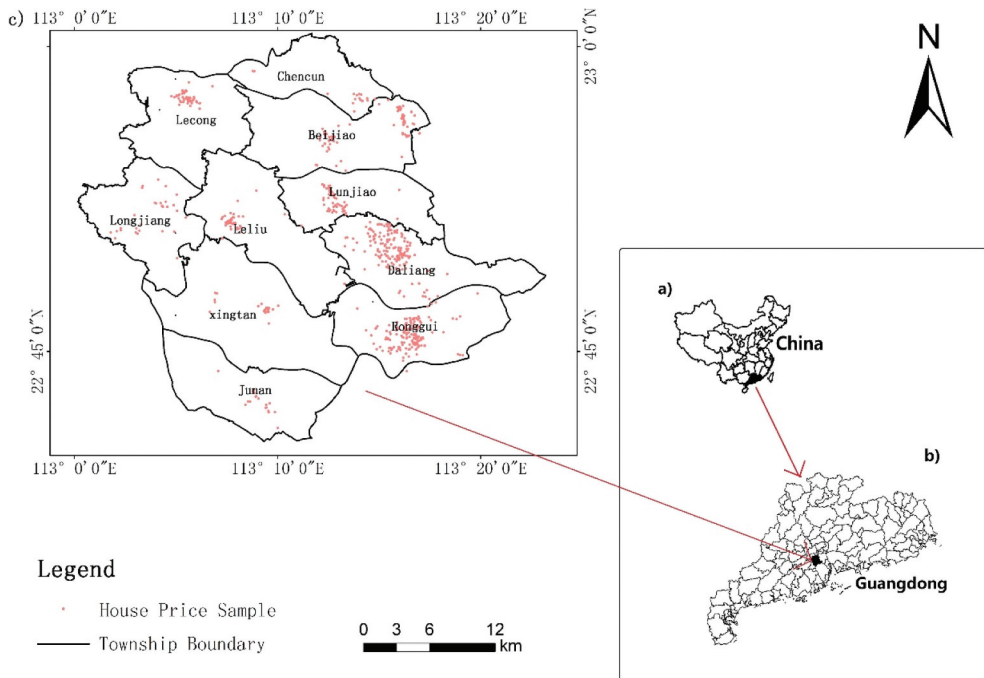 c)
113° 0′0″E
113° 10′0″E
113° 20′0″E
23° 0′0″N
22° 45′0″N
Chencun
Lecong
Beijiao
Lunjiao
Longjiang
Leliu
Daliang
xingtan
Ronggui
Junan
22° 45′0″N
113° 0′0″E
113° 10′0″E
113° 20′0″E
N
a)
China
b)
Guangdong
Legend
House Price Sample
Township Boundary
0 3 6 12
km